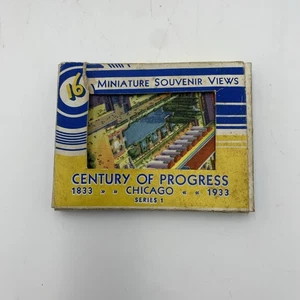 16 MINIATURE SOUVENIR VIEWS
CENTURY OF PROGRESS
1833 » » CHICAGO « « 1933
SERIES 1